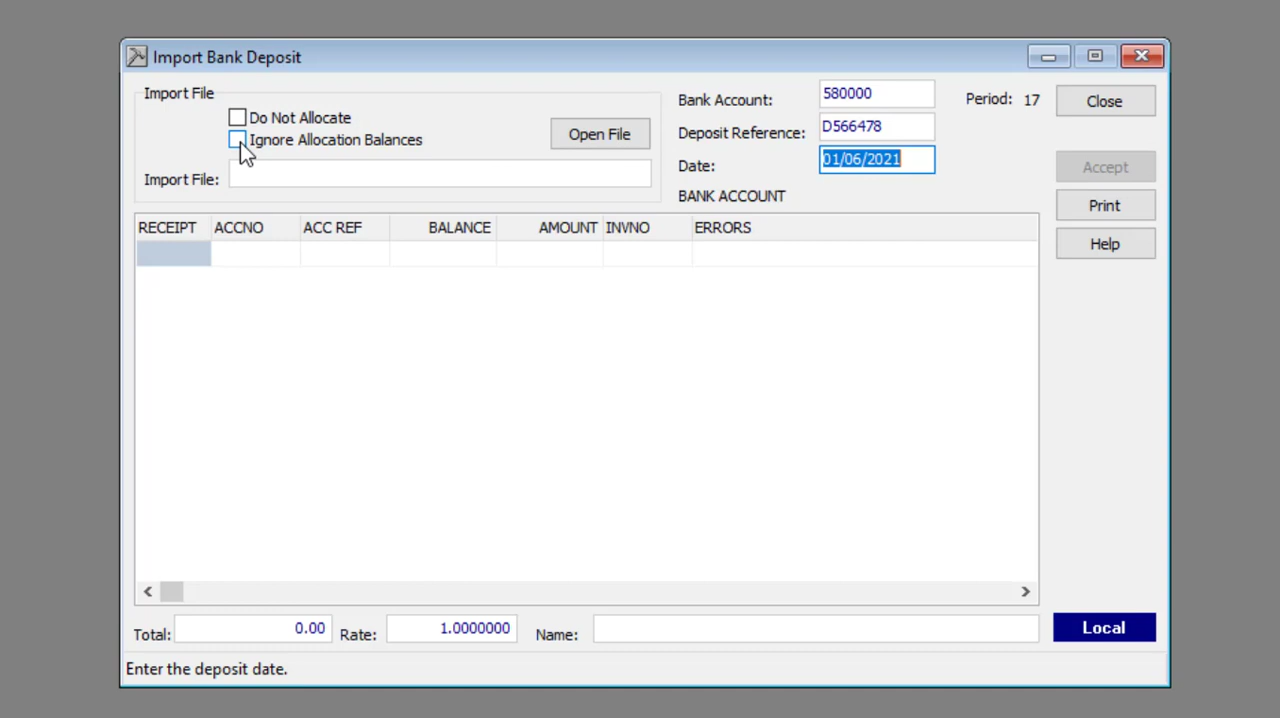 Import Bank Deposit
Import File
Do Not Allocate
Ignore Allocation Balances
Open File
Import File:
Bank Account: 580000
Period: 17
Deposit Reference: D566478
Date: 01/06/2021
BANK ACCOUNT
Close
Accept
Print
Help
RECEIPT ACCNO ACC REF BALANCE AMOUNT INVNO ERRORS
Total: 0.00 Rate: 1.0000000 Name:
Local
Enter the deposit date.